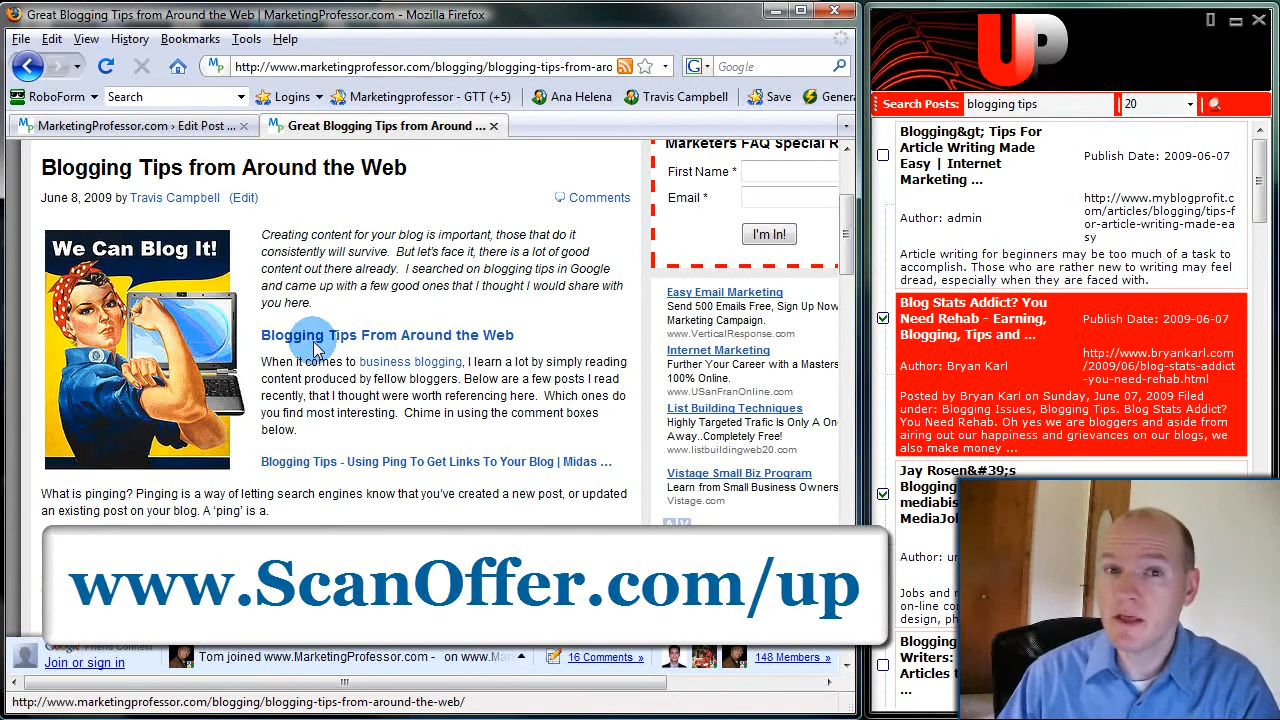 Great Blogging Tips from Around the Web | MarketingProfessor.com - Mozilla Firefox
File Edit View History Bookmarks Tools Help
http://www.marketingprofessor.com/blogging/blogging-tips-from-aro
Google
RoboForm Search Logins Marketingprofessor - GTT (+5) Ana Helena Travis Campbell Save Genera
MarketingProfessor.com › Edit Post ...
Great Blogging Tips from Around ...
Blogging Tips from Around the Web
June 8, 2009 by Travis Campbell (Edit)
Comments
We Can Blog It!
Creating content for your blog is important, those that do it
consistently will survive. But let's face it, there is a lot of good
content out there already. I searched on blogging tips in Google
and came up with a few good ones that I thought I would share with
you here.
Blogging Tips From Around the Web
When it comes to business blogging, I learn a lot by simply reading
content produced by fellow bloggers. Below are a few posts I read
recently, that I thought were worth referencing here. Which ones do
you find most interesting. Chime in using the comment boxes
below.
Blogging Tips - Using Ping To Get Links To Your Blog | Midas ...
What is pinging? Pinging is a way of letting search engines know that you've created a new post, or updated
an existing post on your blog. A 'ping' is a.
Marketers FAQ Special R
First Name *
Email *
I'm In!
Easy Email Marketing
Send 500 Emails Free, Sign Up Now
Marketing Campaign.
www.VerticalResponse.com
Internet Marketing
Further Your Career with a Masters
100% Online.
www.USanFranOnline.com
List Building Techniques
Highly Targeted Trafic Is Only A On
Away..Completely Free!
www.listbuildingweb20.com
Vistage Small Biz Program
Learn from Small Business Owners
Vistage.com
www.ScanOffer.com/up
Join or sign in
Tom joined www.MarketingProfessor.com - on www.Mar
16 Comments »
148 Members »
http://www.marketingprofessor.com/blogging/blogging-tips-from-around-the-web/
UP
Search Posts: blogging tips 20
Blogging&gt; Tips For
Article Writing Made
Easy | Internet
Marketing ...
Publish Date: 2009-06-07
Author: admin
http://www.myblogprofit.c
om/articles/blogging/tips-f
or-article-writing-made-ea
sy
Article writing for beginners may be too much of a task to
accomplish. Those who are rather new to writing may feel
dread, especially when they are faced with.
Blog Stats Addict? You
Need Rehab - Earning,
Blogging, Tips and ...
Publish Date: 2009-06-07
Author: Bryan Karl
http://www.bryankarl.com
/2009/06/blog-stats-addict
-you-need-rehab.html
Posted by Bryan Karl on Sunday, June 07, 2009 Filed
under: Blogging Issues, Blogging Tips. Blog Stats Addict?
You Need Rehab. Oh yes we are bloggers and aside from
airing out our happiness and grievances on our blogs, we
also make money ...
Jay Rosen&#39;s
Blogging
mediabis
MediaJo
Author: un
Jobs and
on-line co
design, ph
Blogging
Writers:
Articles t
...